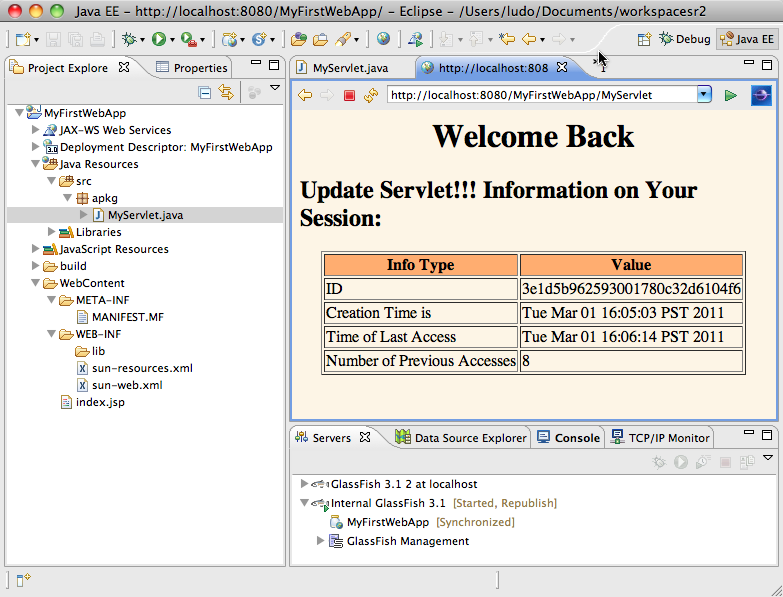 Java EE - http://localhost:8080/MyFirstWebApp/ - Eclipse - /Users/ludo/Documents/workspacesr2
Debug
Java EE
Project Explore
Properties
MyFirstWebApp
JAX-WS Web Services
3.0 Deployment Descriptor: MyFirstWebApp
Java Resources
src
apkg
MyServlet.java
Libraries
JavaScript Resources
build
WebContent
META-INF
MANIFEST.MF
WEB-INF
lib
sun-resources.xml
sun-web.xml
index.jsp
MyServlet.java
http://localhost:808
http://localhost:8080/MyFirstWebApp/MyServlet
Welcome Back
Update Servlet!!! Information on Your
Session:
Info Type Value
ID 3e1d5b962593001780c32d6104f6
Creation Time is Tue Mar 01 16:05:03 PST 2011
Time of Last Access Tue Mar 01 16:06:14 PST 2011
Number of Previous Accesses 8
Servers
Data Source Explorer
Console
TCP/IP Monitor
GlassFish 3.1 2 at localhost
Internal GlassFish 3.1 [Started, Republish]
MyFirstWebApp [Synchronized]
GlassFish Management